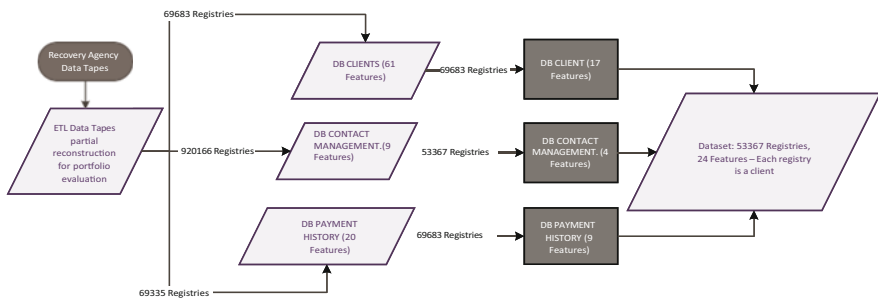 69683 Registries
Recovery Agency
Data Tapes
DB CLIENTS (61
Features)
69683 Registries
DB CLIENT (17
Features)
ETL Data Tapes
partial
reconstruction
for portfolio
evaluation
920166 Registries
DB CONTACT
MANAGEMENT.(9
Features)
53367 Registries
DB CONTACT
MANAGEMENT. (4
Features)
Dataset: 53367 Registries,
24 Features – Each registry
is a client
DB PAYMENT
HISTORY (20
Features)
69683 Registries
DB PAYMENT
HISTORY (9
Features)
69335 Registries